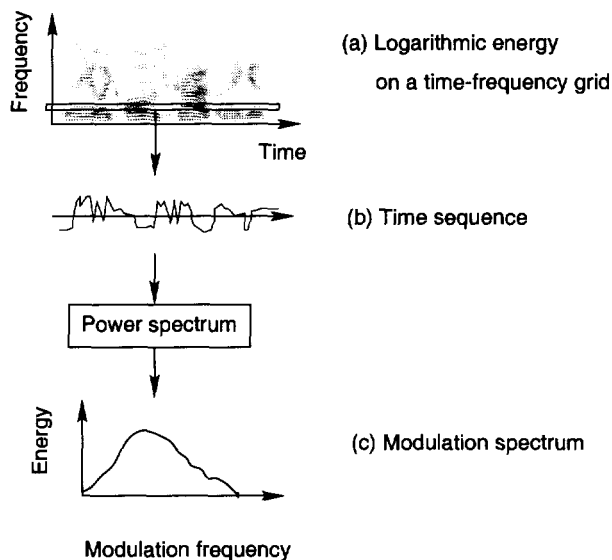 Frequency
(a) Logarithmic energy
on a time-frequency grid
Time
(b) Time sequence
Power spectrum
Energy
(c) Modulation spectrum
Modulation frequency